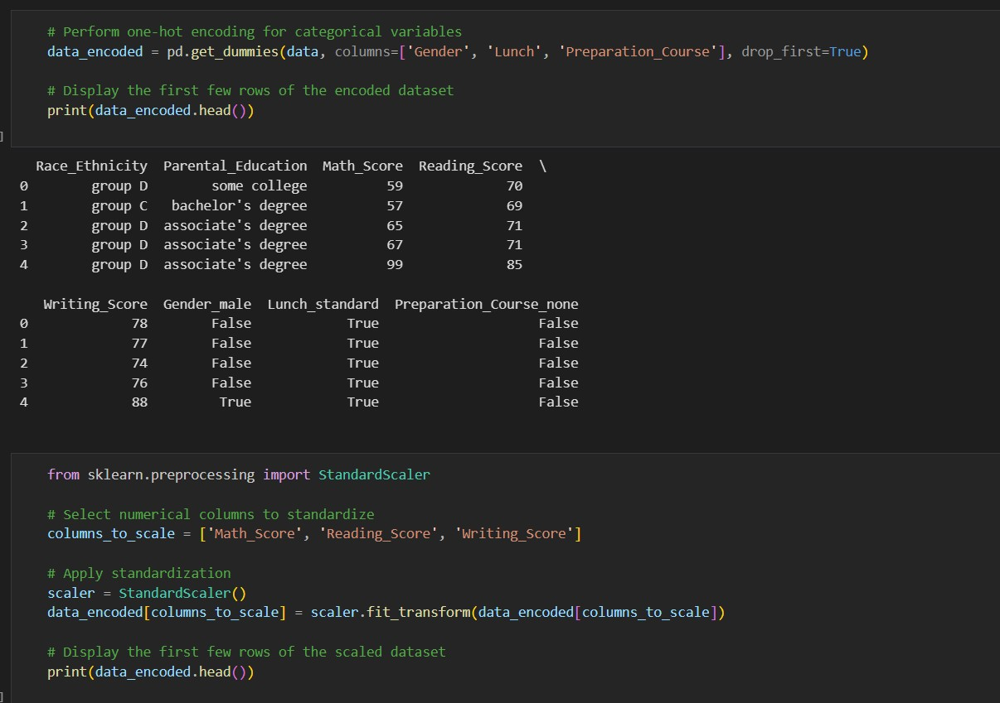 # Perform one-hot encoding for categorical variables
data_encoded = pd.get_dummies(data, columns=['Gender', 'Lunch', 'Preparation_Course'], drop_first=True)
# Display the first few rows of the encoded dataset
print(data_encoded.head())
]
Race_Ethnicity Parental_Education Math_Score Reading_Score \
0 group D some college 59 70
1 group C bachelor's degree 57 69
2 group D associate's degree 65 71
3 group D associate's degree 67 71
4 group D associate's degree 99 85
Writing_Score Gender_male Lunch_standard Preparation_Course_none
0 78 False True False
1 77 False True False
2 74 False True False
3 76 False True False
4 88 True True False
from sklearn.preprocessing import StandardScaler
# Select numerical columns to standardize
columns_to_scale = ['Math_Score', 'Reading_Score', 'Writing_Score']
# Apply standardization
scaler = StandardScaler()
data_encoded[columns_to_scale] = scaler.fit_transform(data_encoded[columns_to_scale])
# Display the first few rows of the scaled dataset
print(data_encoded.head())
]